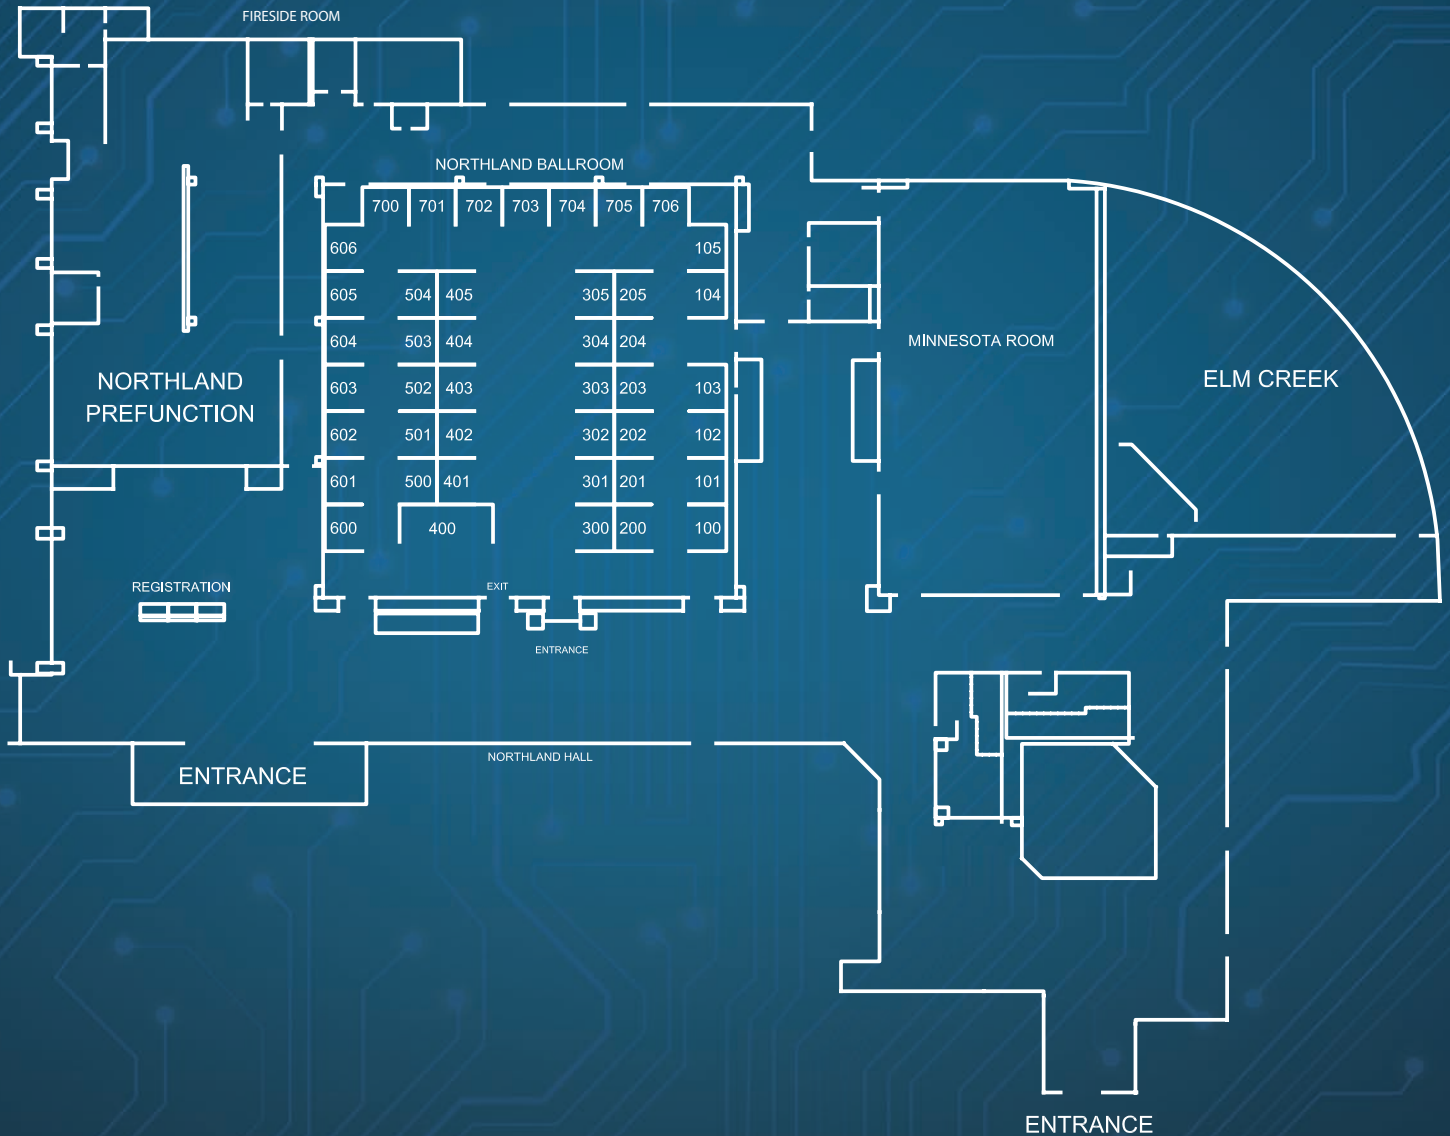 FIRESIDE ROOM
NORTHLAND BALLROOM
700 701 702 703 704 705 706
606 105
605 504 405 305 205 104
604 503 404 304 204
MINNESOTA ROOM
ELM CREEK
NORTHLAND
PREFUNCTION
603 502 403 303 203 103
602 501 402 302 202 102
601 500 401 301 201 101
600 400 300 200 100
REGISTRATION
EXIT
ENTRANCE
NORTHLAND HALL
ENTRANCE
ENTRANCE